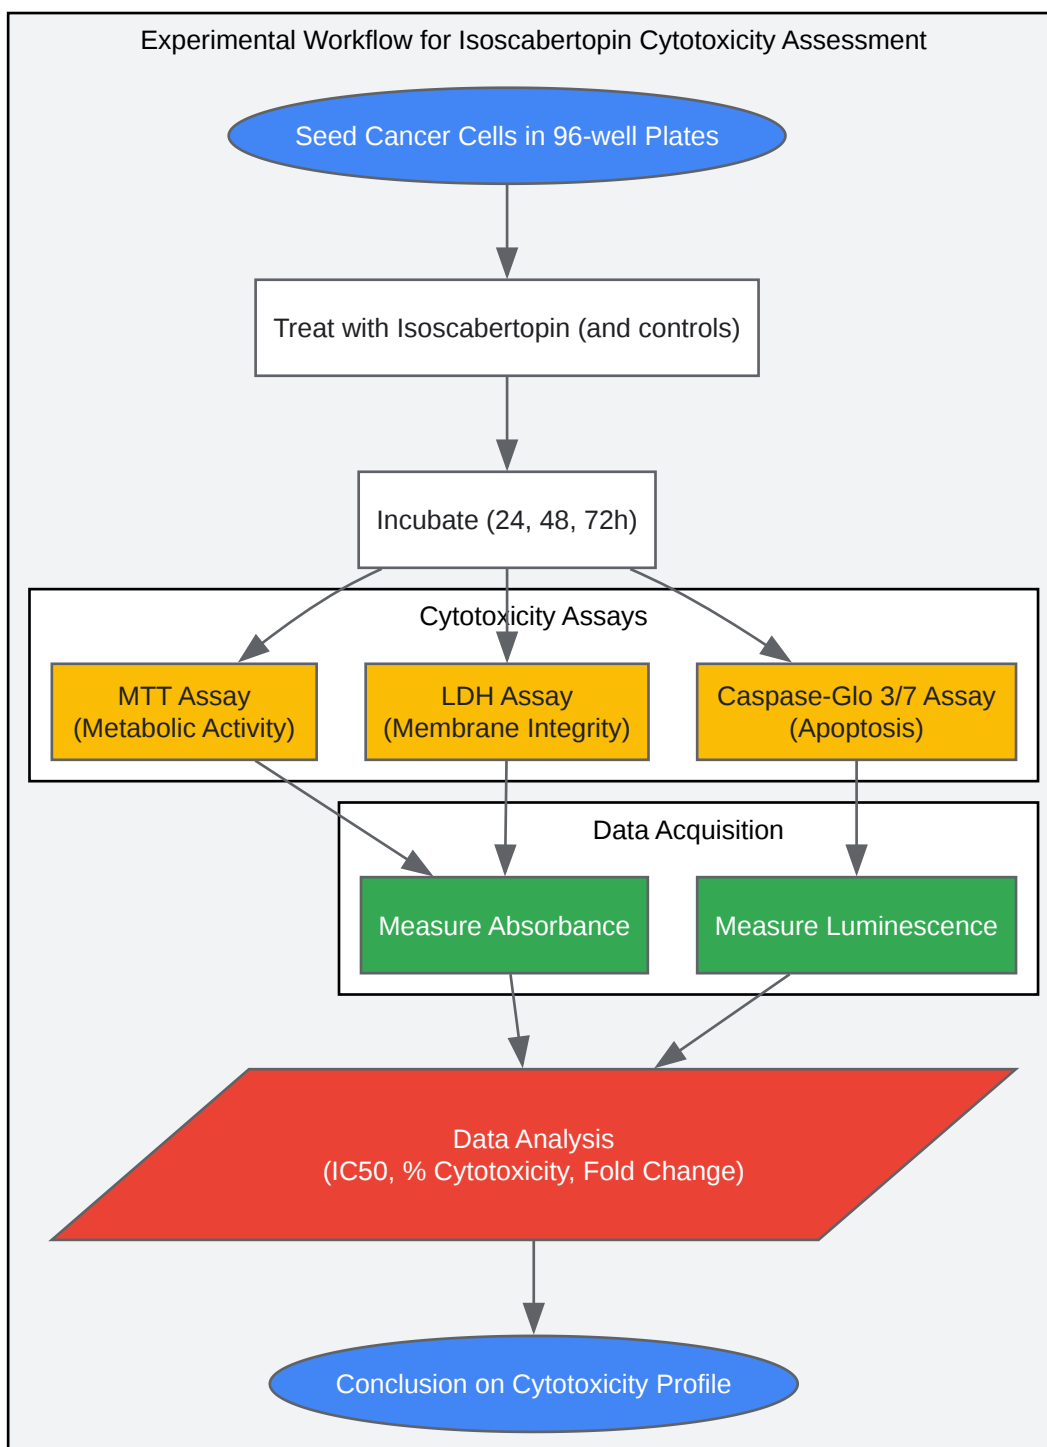 Experimental Workflow for Isoscabertopin Cytotoxicity Assessment
Seed Cancer Cells in 96-well Plates
Treat with Isoscabertopin (and controls)
Incubate (24, 48, 72h)
Cytotoxicity Assays
MTT Assay
(Metabolic Activity)
LDH Assay
(Membrane Integrity)
Caspase-Glo 3/7 Assay
(Apoptosis)
Data Acquisition
Measure Absorbance
Measure Luminescence
Data Analysis
(IC50, % Cytotoxicity, Fold Change)
Conclusion on Cytotoxicity Profile